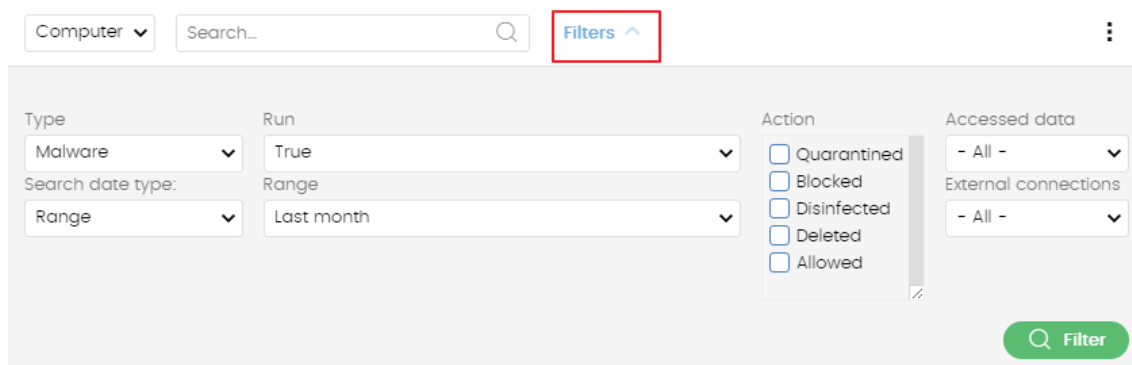 Computer
Search...
Filters
Type
Run
Action
Accessed data
Malware
True
Quarantined
- All -
Search date type:
Range
Blocked
External connections
Range
Last month
Disinfected
- All -
Deleted
Allowed
Filter